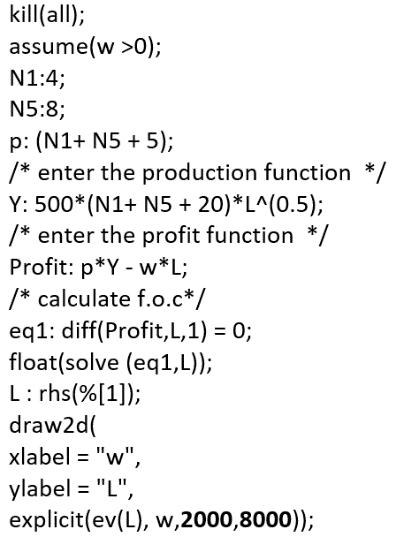 kill(all);
assume(w >0);
N1:4;
N5:8;
p: (N1+ N5 + 5);
/* enter the production function  */
Y: 500*(N1+ N5 + 20)*L^(0.5);
/* enter the profit function  */
Profit: p*Y - w*L;
/* calculate f.o.c*/
eq1: diff(Profit,L,1) = 0;
float(solve (eq1,L));
L : rhs(%[1]);
draw2d(
xlabel = "w",
ylabel = "L",
explicit(ev(L), w,2000,8000));